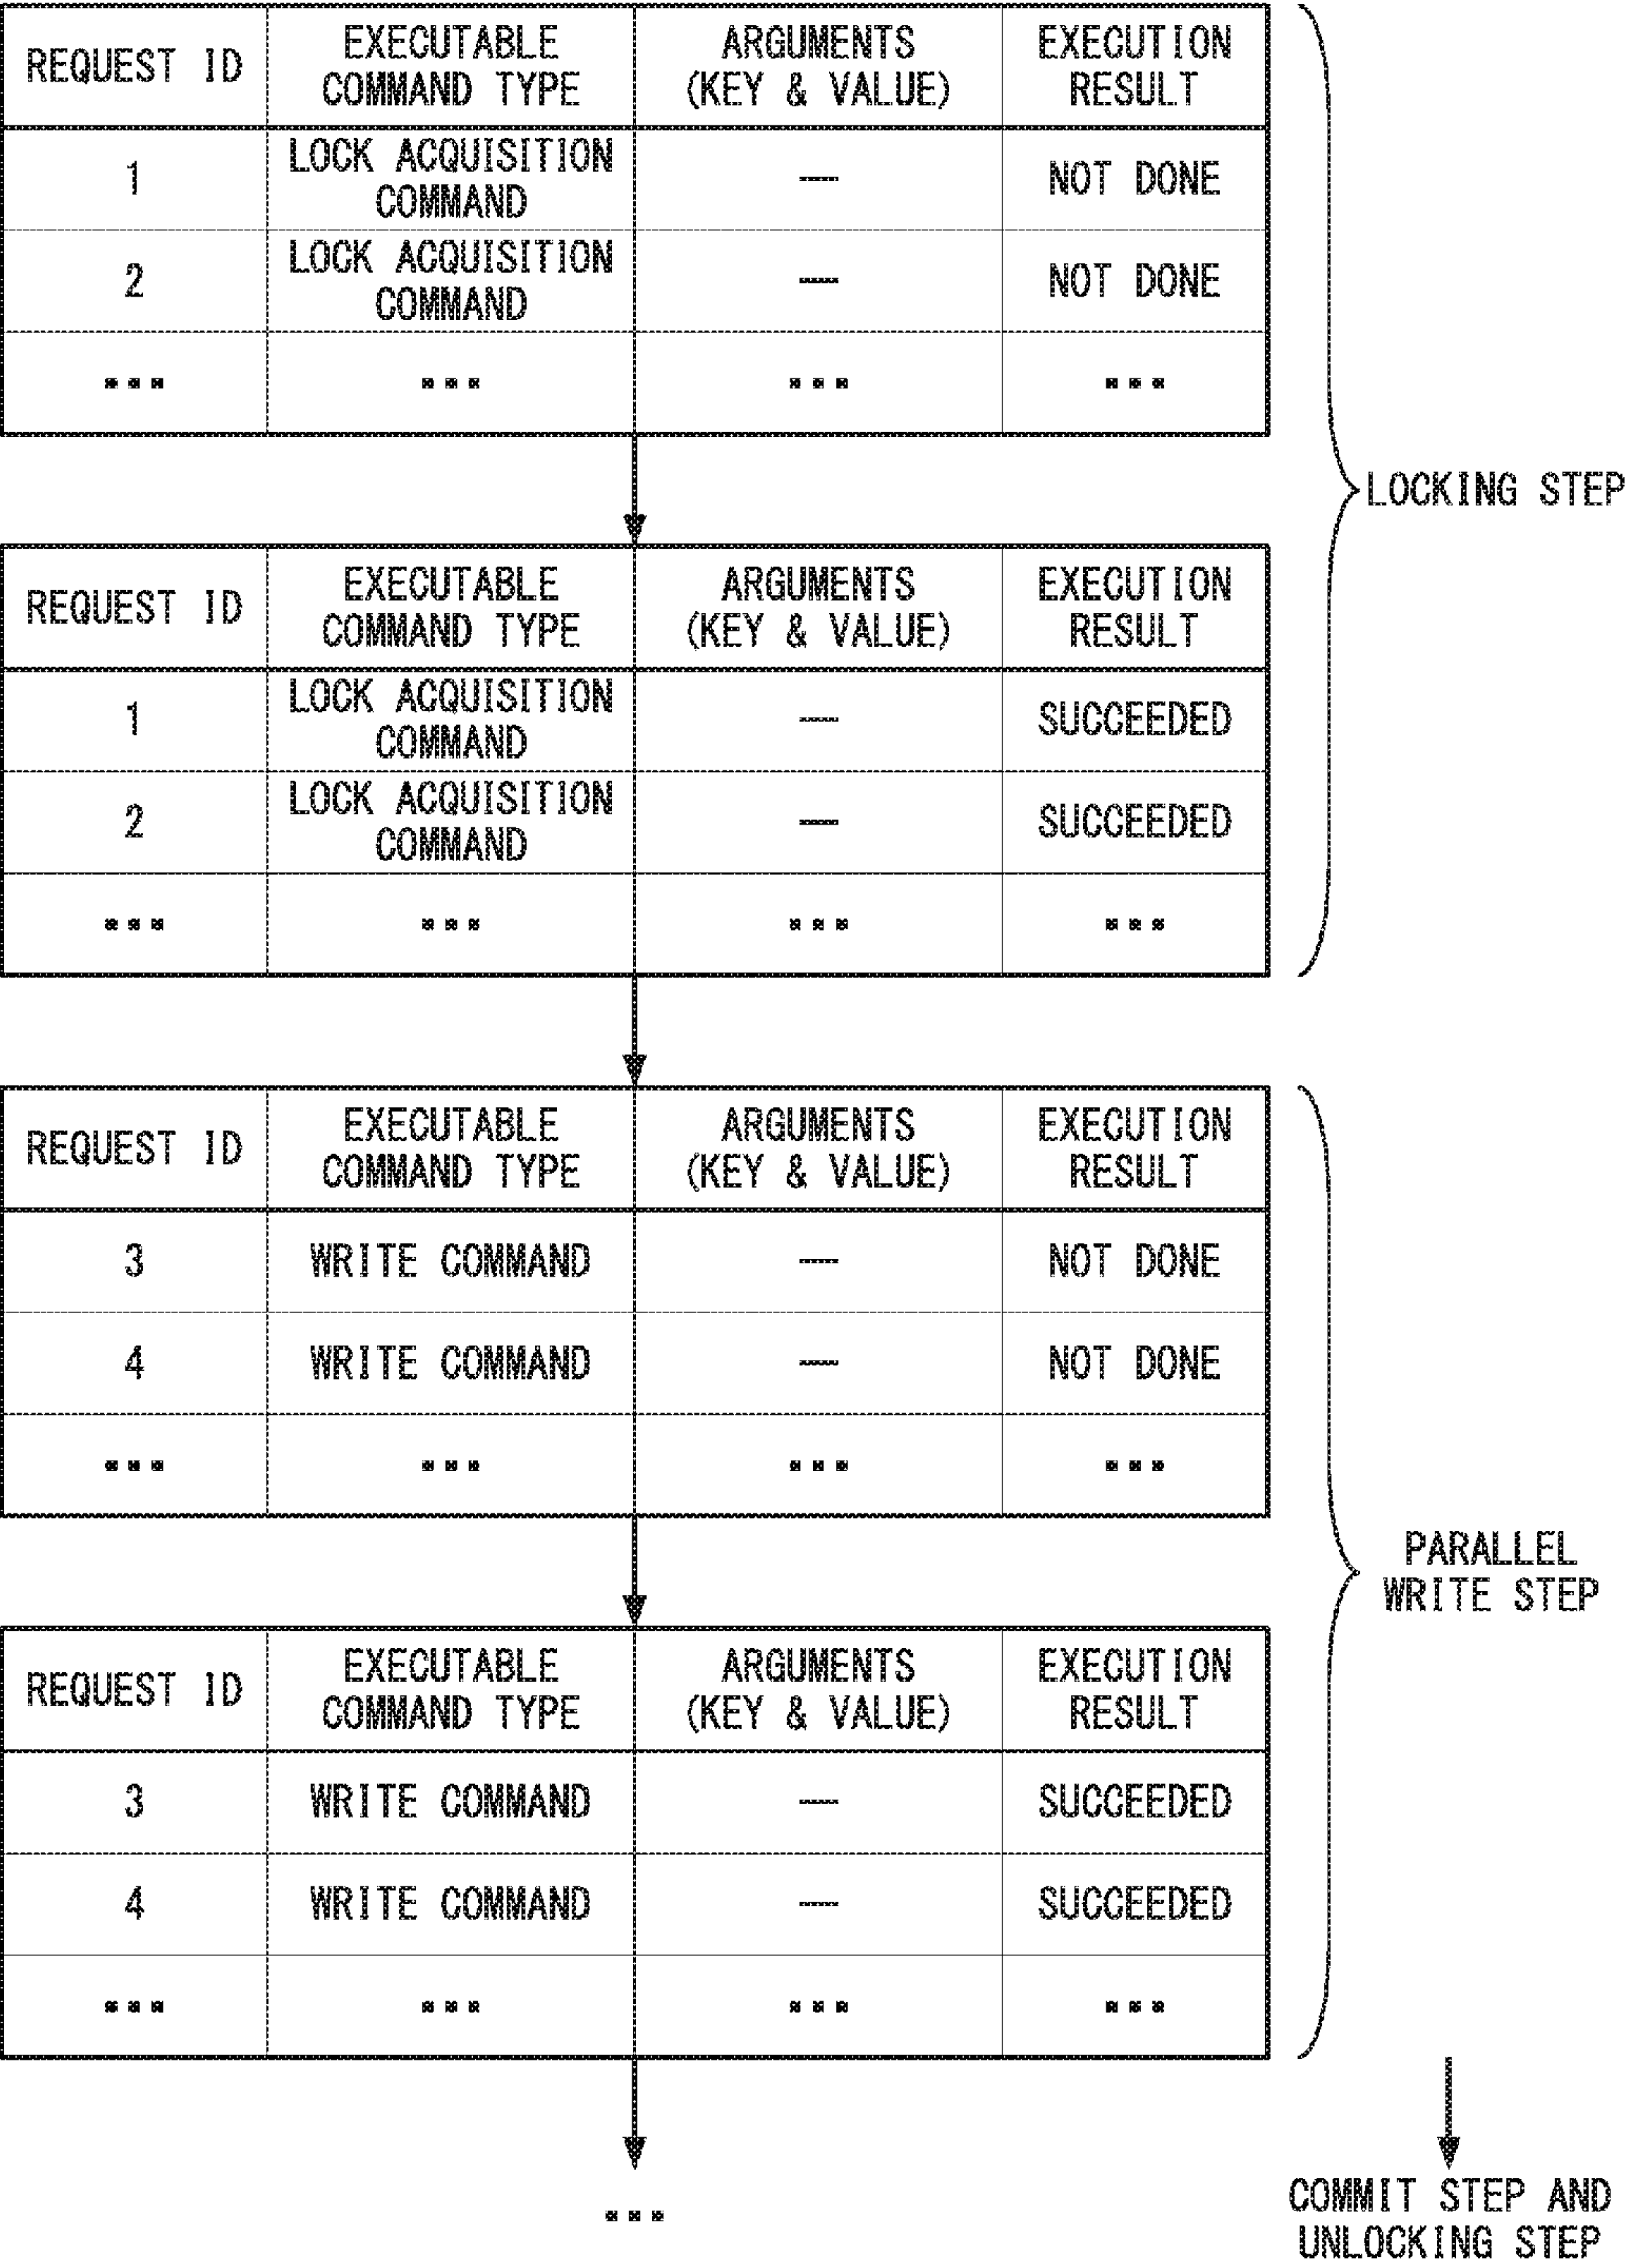 REQUEST ID
EXECUTABLE
COMMAND TYPE
ARGUMENTS
(KEY & VALUE)
EXECUTION
RESULT
1
LOCK ACQUISITION
COMMAND
—
NOT DONE
2
LOCK ACQUISITION
COMMAND
—
NOT DONE
...
...
...
...
LOCKING STEP
REQUEST ID
EXECUTABLE
COMMAND TYPE
ARGUMENTS
(KEY & VALUE)
EXECUTION
RESULT
1
LOCK ACQUISITION
COMMAND
—
SUCCEEDED
2
LOCK ACQUISITION
COMMAND
—
SUCCEEDED
...
...
...
...
REQUEST ID
EXECUTABLE
COMMAND TYPE
ARGUMENTS
(KEY & VALUE)
EXECUTION
RESULT
3
WRITE COMMAND
—
NOT DONE
4
WRITE COMMAND
—
NOT DONE
...
...
...
...
PARALLEL
WRITE STEP
REQUEST ID
EXECUTABLE
COMMAND TYPE
ARGUMENTS
(KEY & VALUE)
EXECUTION
RESULT
3
WRITE COMMAND
—
SUCCEEDED
4
WRITE COMMAND
—
SUCCEEDED
...
...
...
...
...
COMMIT STEP AND
UNLOCKING STEP